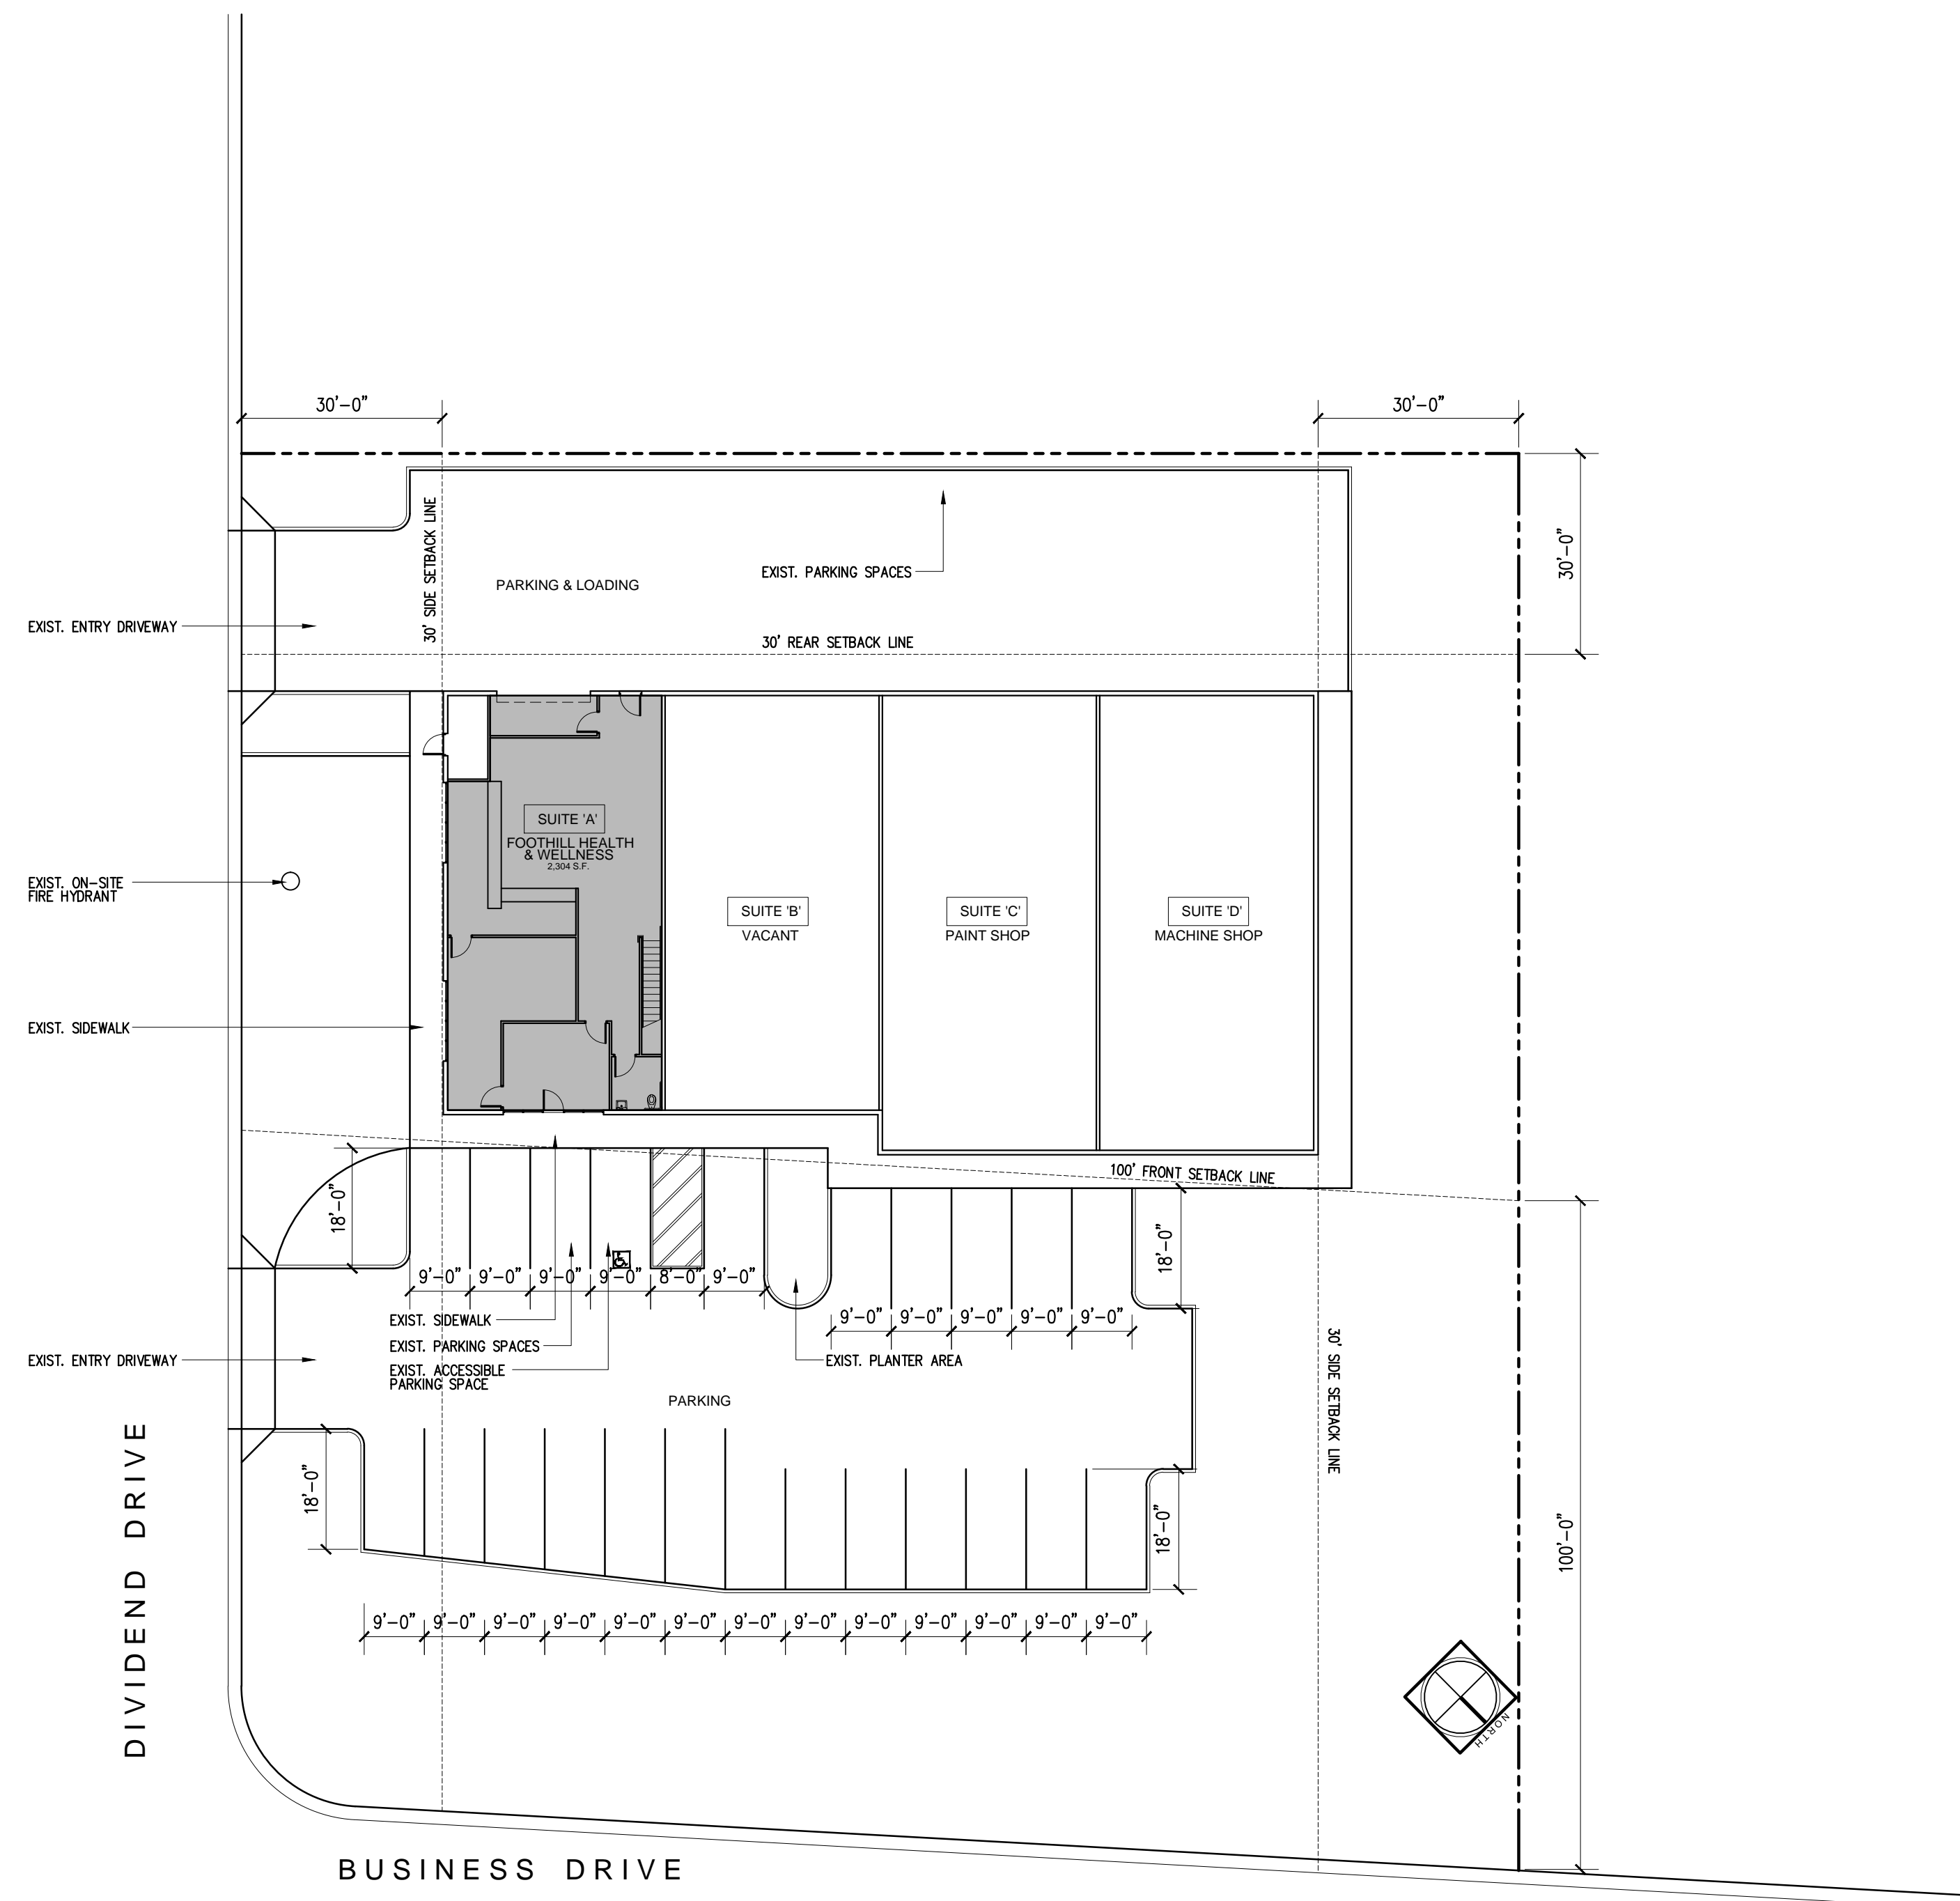 30'-0"
30'-0"
30' SIDE SETBACK LINE
30'-0"
EXIST. PARKING SPACES
PARKING & LOADING
EXIST. ENTRY DRIVEWAY
30' REAR SETBACK LINE
SUITE 'A'
FOOTHILL HEALTH
& WELLNESS
2,304 S.F.
EXIST. ON-SITE
FIRE HYDRANT
SUITE 'B'
VACANT
SUITE 'C'
PAINT SHOP
SUITE 'D'
MACHINE SHOP
EXIST. SIDEWALK
100' FRONT SETBACK LINE
18'-0"
18'-0"
9'-0"
9'-0"
9'-0"
9'-0"
8'-0"
9'-0"
9'-0"
9'-0"
9'-0"
9'-0"
9'-0"
EXIST. SIDEWALK
EXIST. PARKING SPACES
EXIST. ACCESSIBLE
PARKING SPACE
EXIST. PLANTER AREA
EXIST. ENTRY DRIVEWAY
30' SIDE SETBACK LINE
PARKING
18'-0"
18'-0"
100'-0"
9'-0"
9'-0"
9'-0"
9'-0"
9'-0"
9'-0"
9'-0"
9'-0"
9'-0"
9'-0"
9'-0"
9'-0"
9'-0"
DIVIDEND DRIVE
NORTH
BUSINESS DRIVE